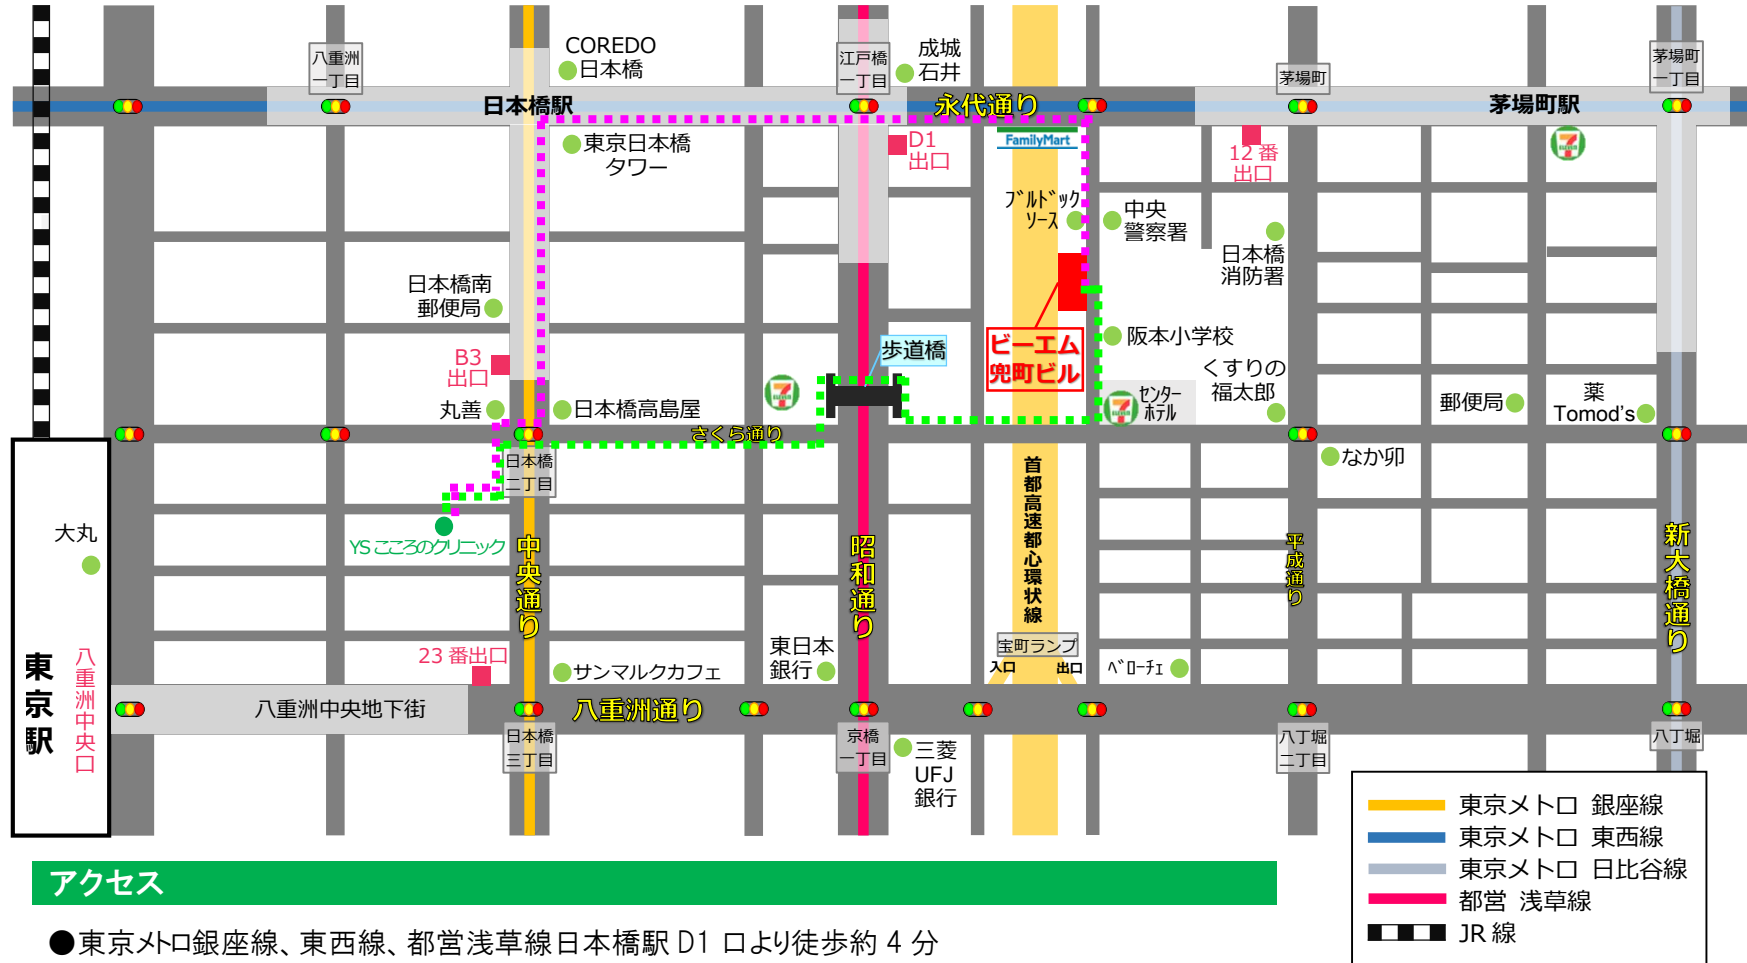 COREDO
日本橋
成城
石井
八重洲
一丁目
江戸橋
一丁目
茅場町
茅場町
一丁目
日本橋駅
永代通り
茅場町駅
東京日本橋
タワー
D1
出口
FamilyMart
12 番
出口
7
ELEVEN
ブルドック
ソース
中央
警察署
日本橋
消防署
日本橋南
郵便局
歩道橋
ビーエム
兜町ビル
阪本小学校
B3
出口
くすりの
福太郎
丸善
日本橋高島屋
7
ELEVEN
7
ELEVEN
センター
ホテル
郵便局
薬
Tomod's
さくら通り
日本橋
二丁目
なか卯
大丸
YS こころのクリニック
中央通り
昭和通り
首都高速都心環状線
平成通り
新大橋通り
東京駅
八重洲中央口
23 番出口
サンマルクカフェ
東日本
銀行
宝町ランプ
入口
出口
ベローチェ
八重洲中央地下街
八重洲通り
日本橋
三丁目
京橋
一丁目
三菱
UFJ
銀行
八丁堀
二丁目
八丁堀
東京メトロ 銀座線
東京メトロ 東西線
東京メトロ 日比谷線
都営 浅草線
JR 線
アクセス
●東京メトロ銀座線、東西線、都営浅草線日本橋駅 D1 口より徒歩約 4 分